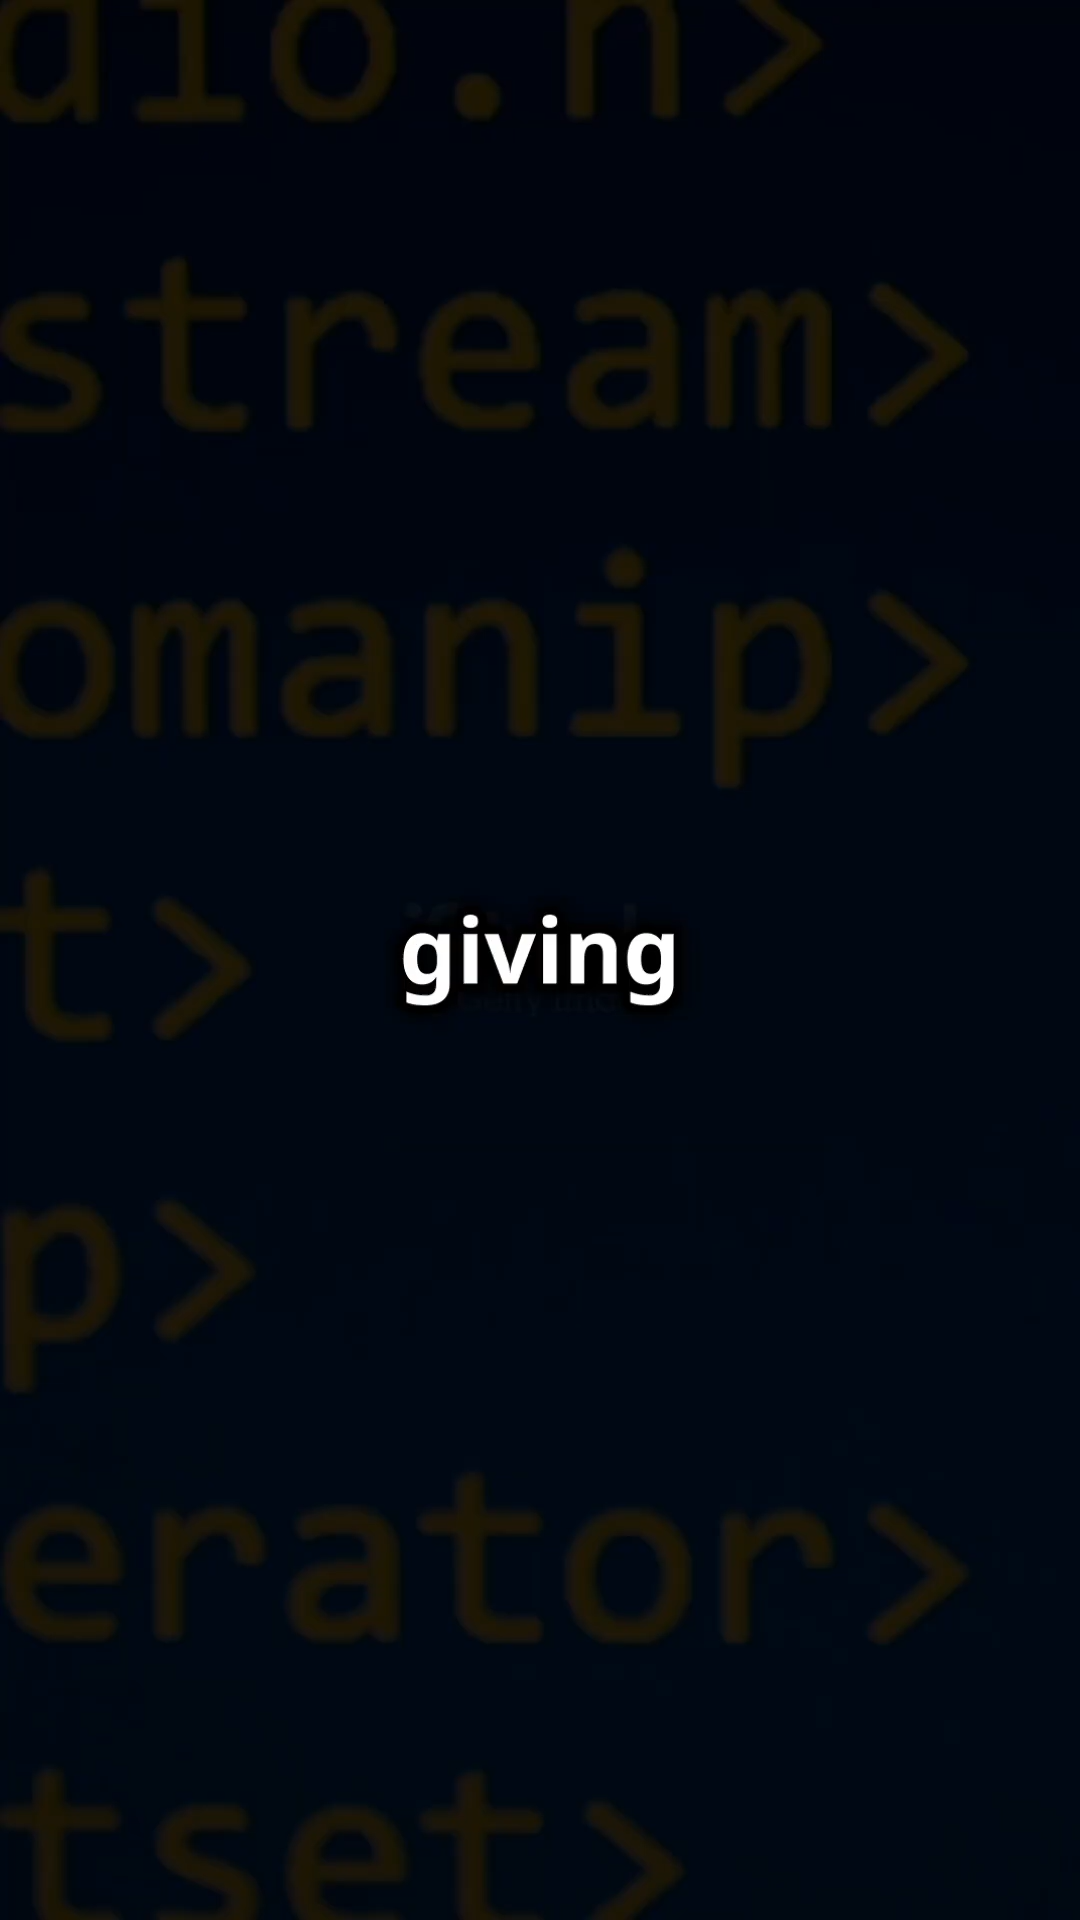 dio.h>
stream>
omanip>
t>
giving
p>
erator>
tset>